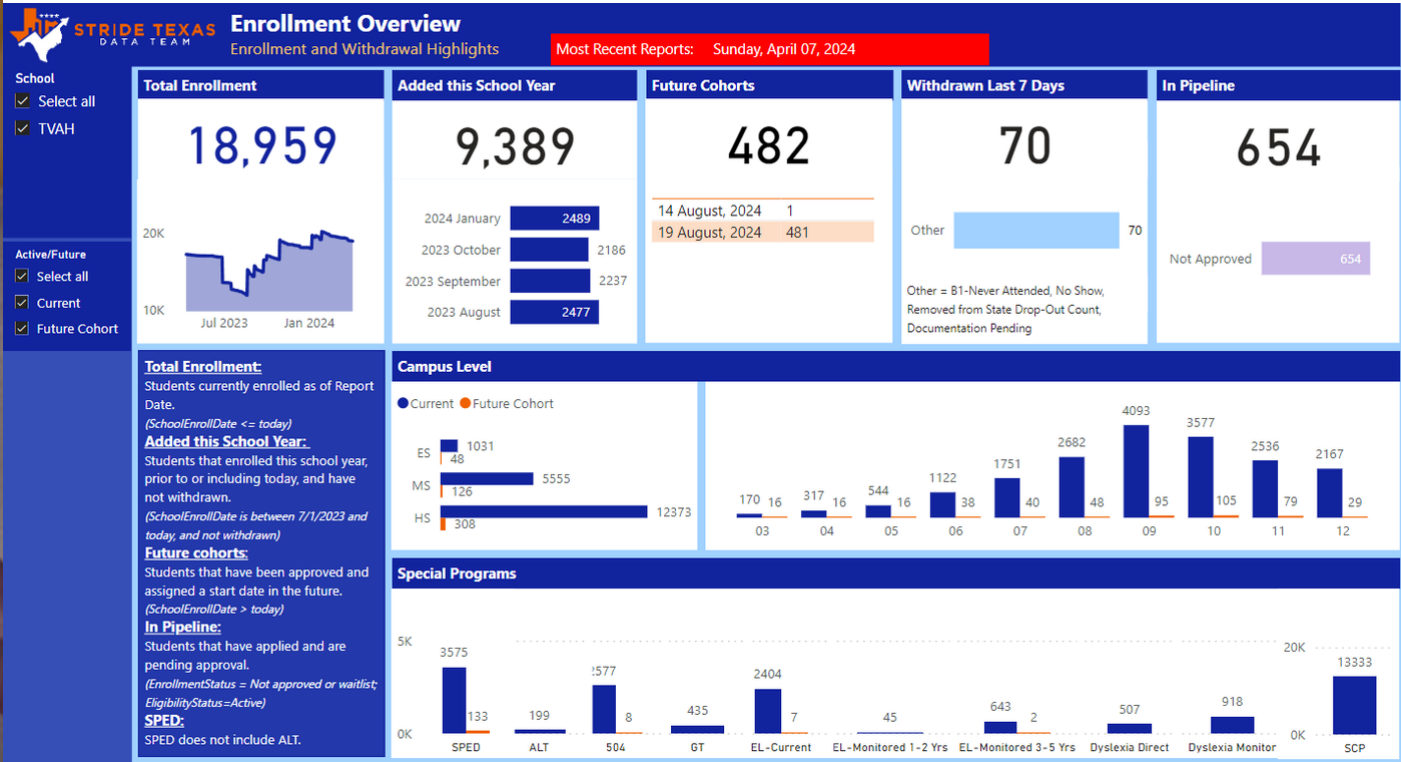 STRIDE TEXAS
DATA TEAM
Enrollment Overview
Enrollment and Withdrawal Highlights
Most Recent Reports: Sunday, April 07, 2024
School
Select all
TVAH
Active/Future
Select all
Current
Future Cohort
Total Enrollment
18,959
20K
10K
Jul 2023 Jan 2024
Added this School Year
9,389
2024 January 2489
2023 October 2186
2023 September 2237
2023 August 2477
Future Cohorts
482
14 August, 2024 1
19 August, 2024 481
Withdrawn Last 7 Days
70
Other 70
Other = B1-Never Attended, No Show,
Removed from State Drop-Out Count,
Documentation Pending
In Pipeline
654
Not Approved 654
Total Enrollment:
Students currently enrolled as of Report
Date.
(SchoolEnrollDate <= today)
Added this School Year:
Students that enrolled this school year,
prior to or including today, and have
not withdrawn.
(SchoolEnrollDate is between 7/1/2023 and
today, and not withdrawn)
Future cohorts:
Students that have been approved and
assigned a start date in the future.
(SchoolEnrollDate > today)
In Pipeline:
Students that have applied and are
pending approval.
(EnrollmentStatus = Not approved or waitlist;
EligibilityStatus=Active)
SPED:
SPED does not include ALT.
Campus Level
Current Future Cohort
ES 1031
48
MS 5555
126
HS 12373
308
170 16 317 16 544 16 1122 38 1751 40 2682 48 4093 95 3577 105 2536 79 2167 29
03 04 05 06 07 08 09 10 11 12
Special Programs
5K
0K
3575 133 199 2577 8 435 2404 7 45 643 2 507 918
SPED ALT 504 GT EL-Current EL-Monitored 1-2 Yrs EL-Monitored 3-5 Yrs Dyslexia Direct Dyslexia Monitor
20K
13333
0K
SCP